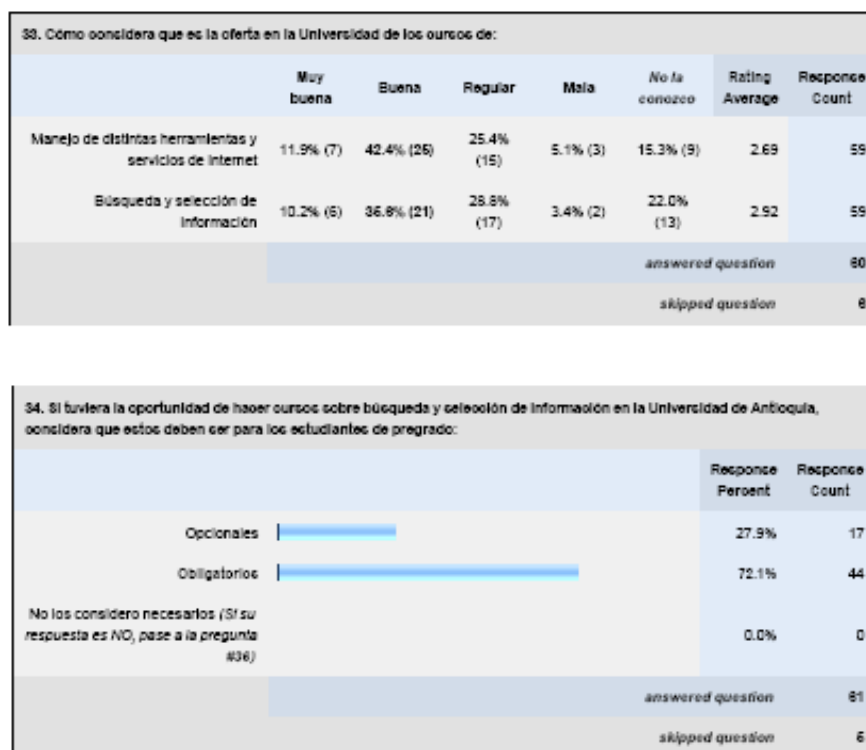 33. Cómo considera que es la oferta en la Universidad de los cursos de:
Muy buena Buena Regular Mala No la conozco Rating Average Response Count
Manejo de distintas herramientas y servicios de Internet 11.9% (7) 42.4% (25) 25.4% (15) 5.1% (3) 15.3% (9) 2.69 59
Búsqueda y selección de información 10.2% (6) 35.6% (21) 28.8% (17) 3.4% (2) 22.0% (13) 2.92 59
answered question 60
skipped question 6
34. Si tuviera la oportunidad de hacer cursos sobre búsqueda y selección de información en la Universidad de Antioquia,
considera que estos deben ser para los estudiantes de pregrado:
Response Percent Response Count
Opcionales 27.9% 17
Obligatorios 72.1% 44
No los considero necesarios (Si su
respuesta es NO, pase a la pregunta
#36) 0.0% 0
answered question 61
skipped question 5